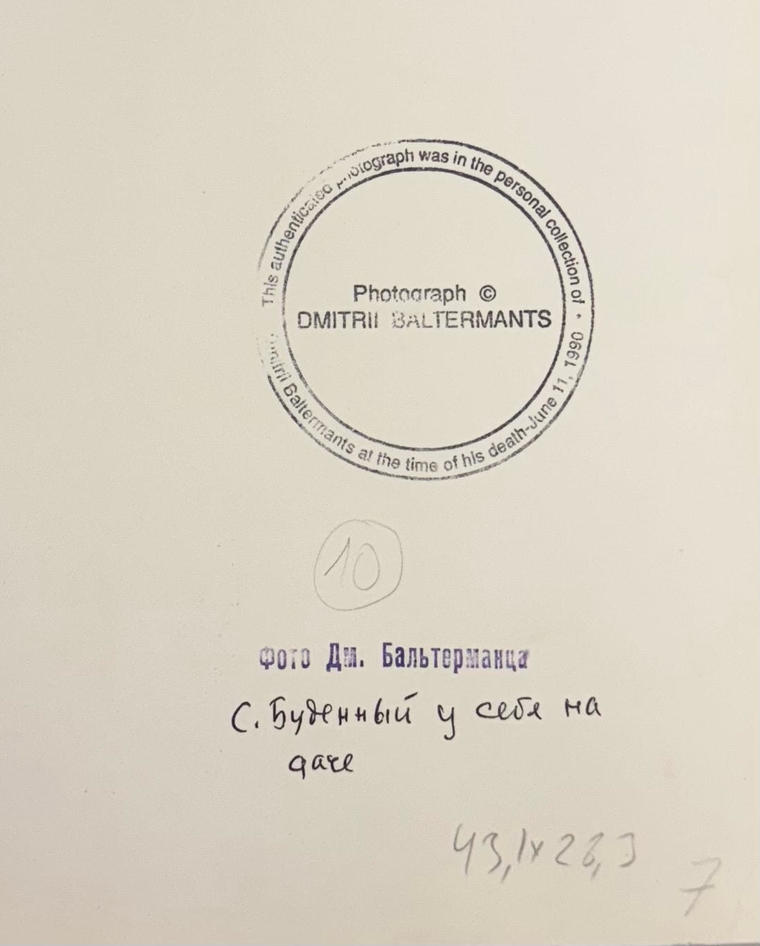 This authenticated photograph was in the personal collection of •
Dmitrii Baltermants at the time of his death-June 11, 1990
Photograph ©
DMITRII BALTERMANTS
10
Фото Дм. Бальтерманца
С. Буденный у себя на
даче
43,1x28,3
7